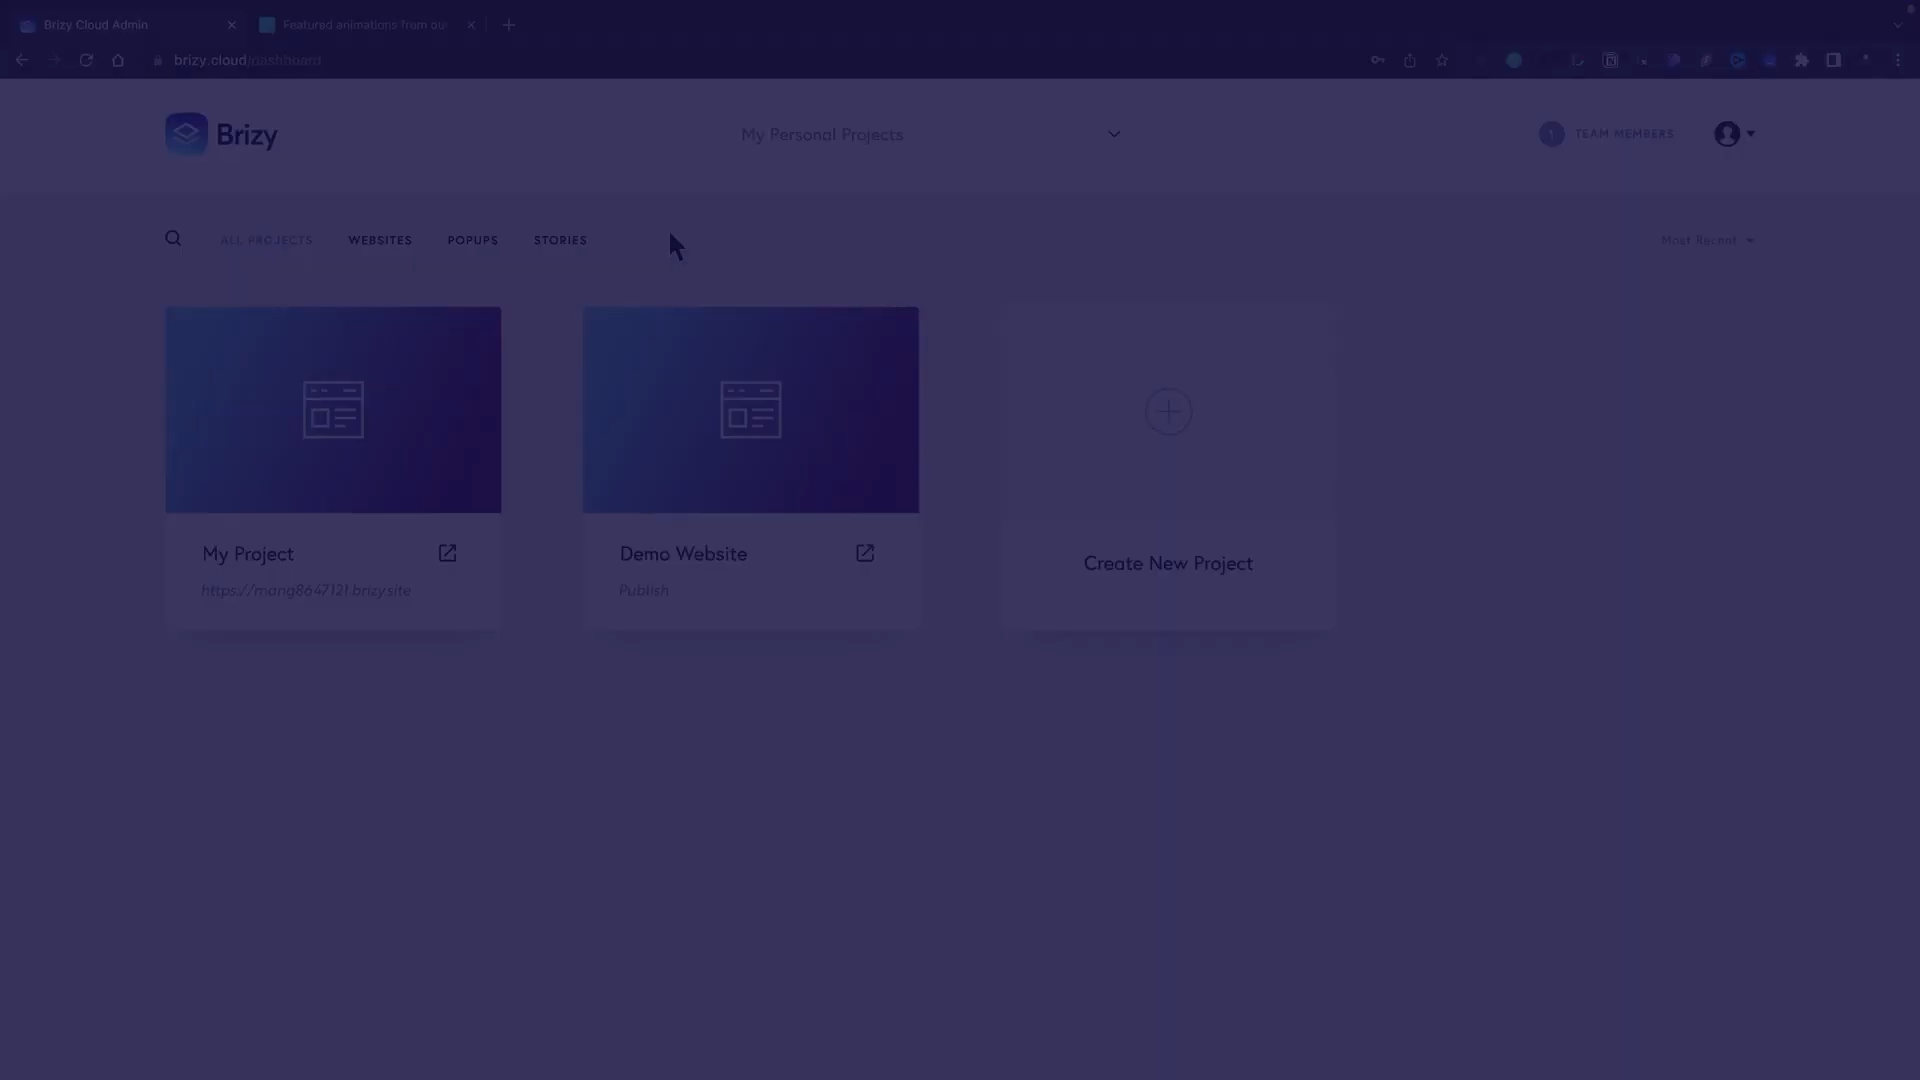 Brizy Cloud Admin
Featured animations from ou
brizy.cloud/dashboard
Brizy
My Personal Projects
1 TEAM MEMBERS
ALL PROJECTS WEBSITES POPUPS STORIES
Most Recent
My Project
Demo Website
Create New Project
https://mang8647121.brizy.site
Publish